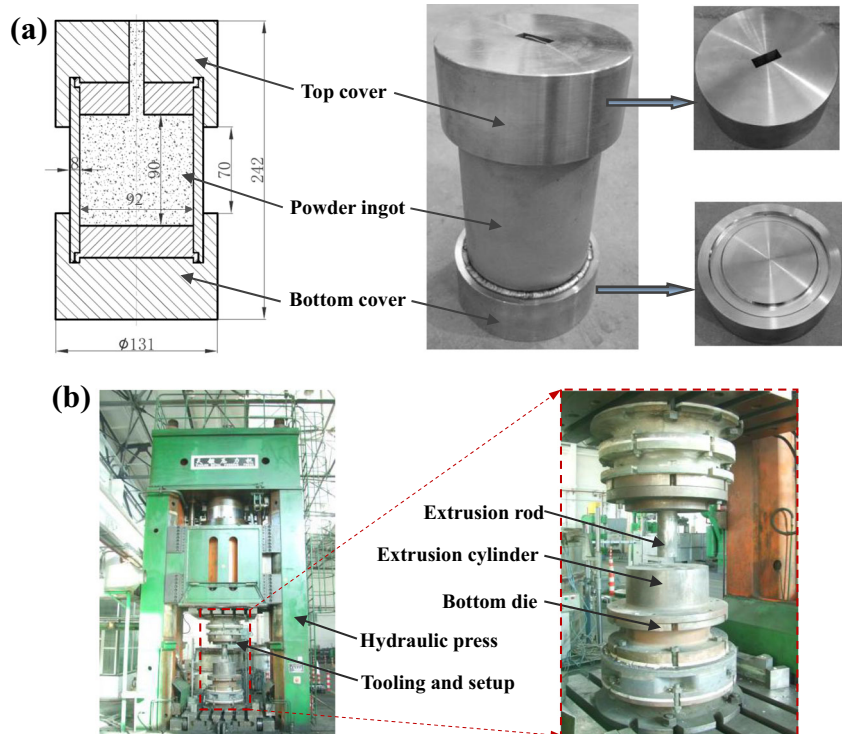 (a)
Top cover
Powder ingot
Bottom cover
8
90
92
70
242
ϕ131
(b)
Extrusion rod
Extrusion cylinder
Bottom die
Hydraulic press
Tooling and setup